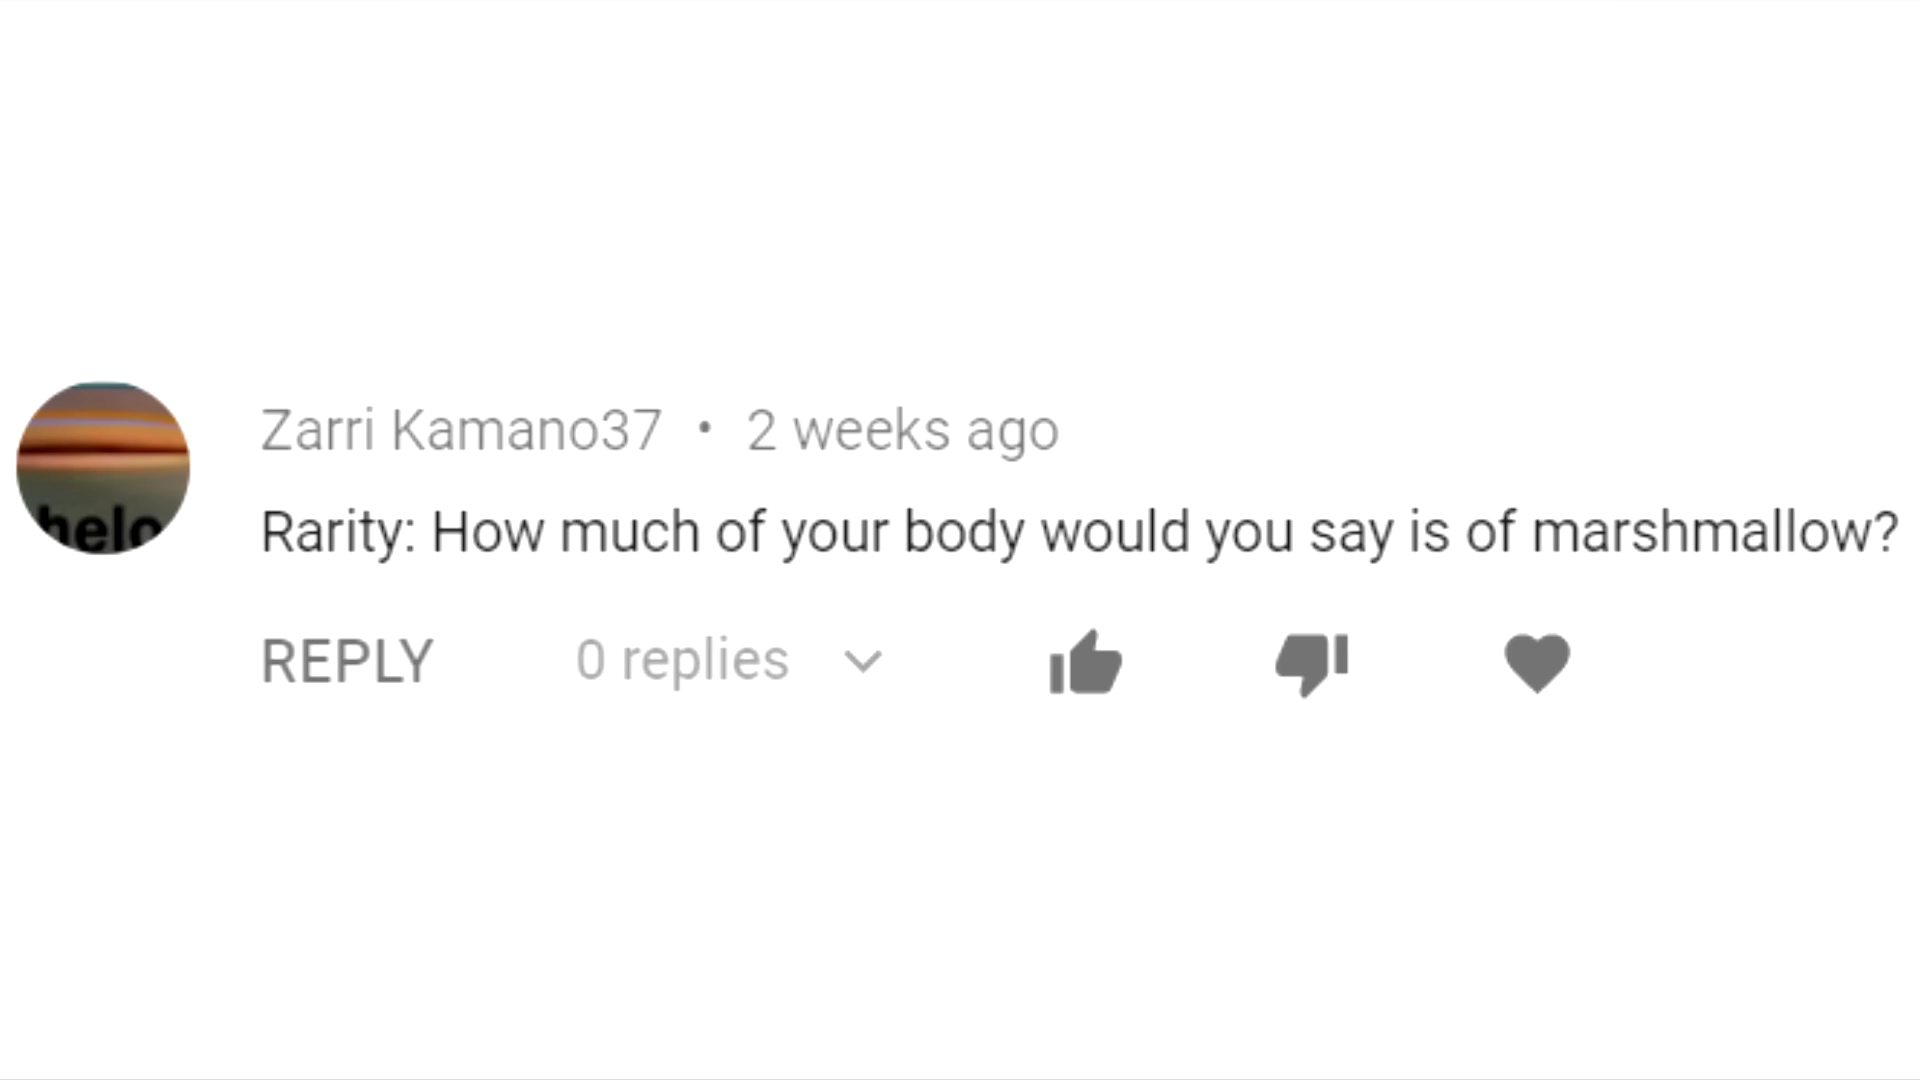 Zarri Kamano37 • 2 weeks ago
Rarity: How much of your body would you say is of marshmallow?
helo
REPLY 0 replies